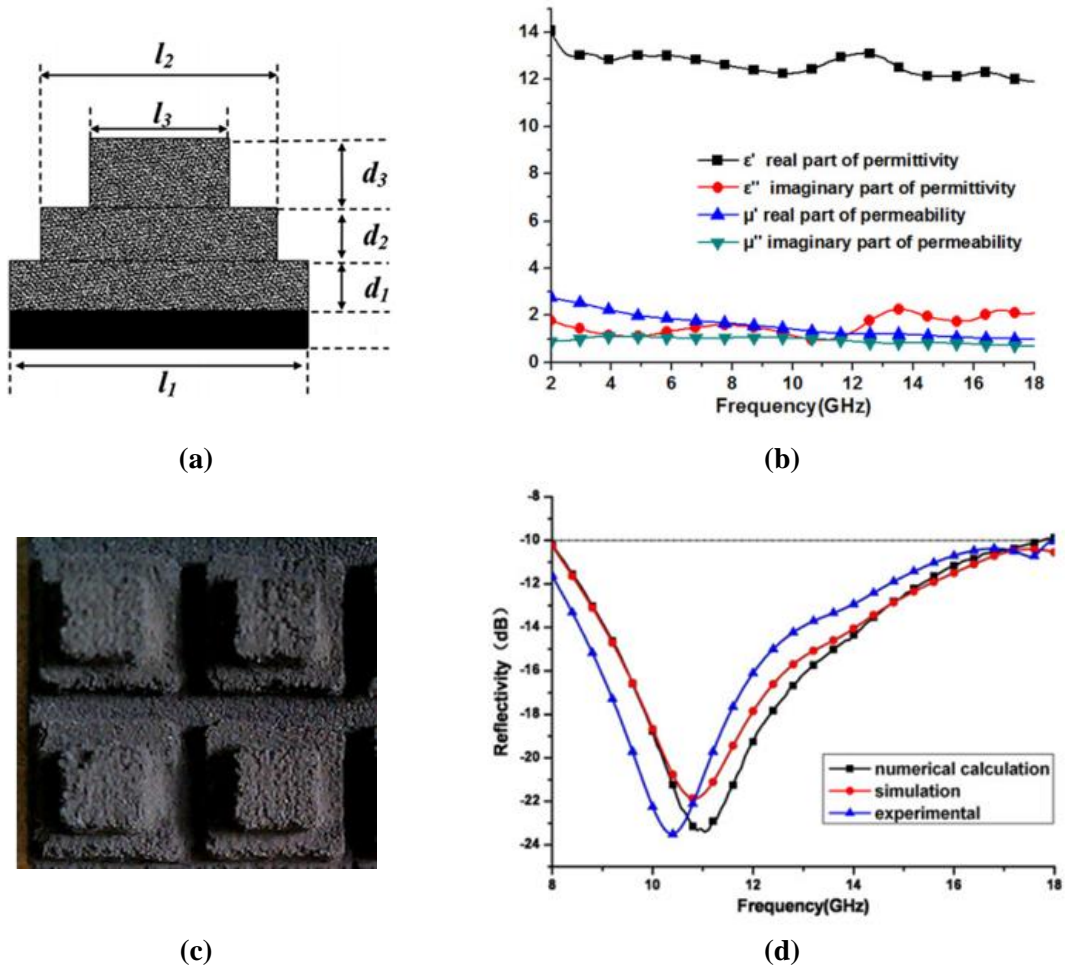 l2
l3
d3
d2
d1
l1
(a)
14
12
10
8
6
4
2
0
ε' real part of permittivity
ε'' imaginary part of permittivity
μ' real part of permeability
μ'' imaginary part of permeability
2 4 6 8 10 12 14 16 18
Frequency(GHz)
(b)
(c)
-8
-10
-12
-14
-16
-18
-20
-22
-24
Reflectivity (dB)
numerical calculation
simulation
experimental
8 10 12 14 16 18
Frequency(GHz)
(d)